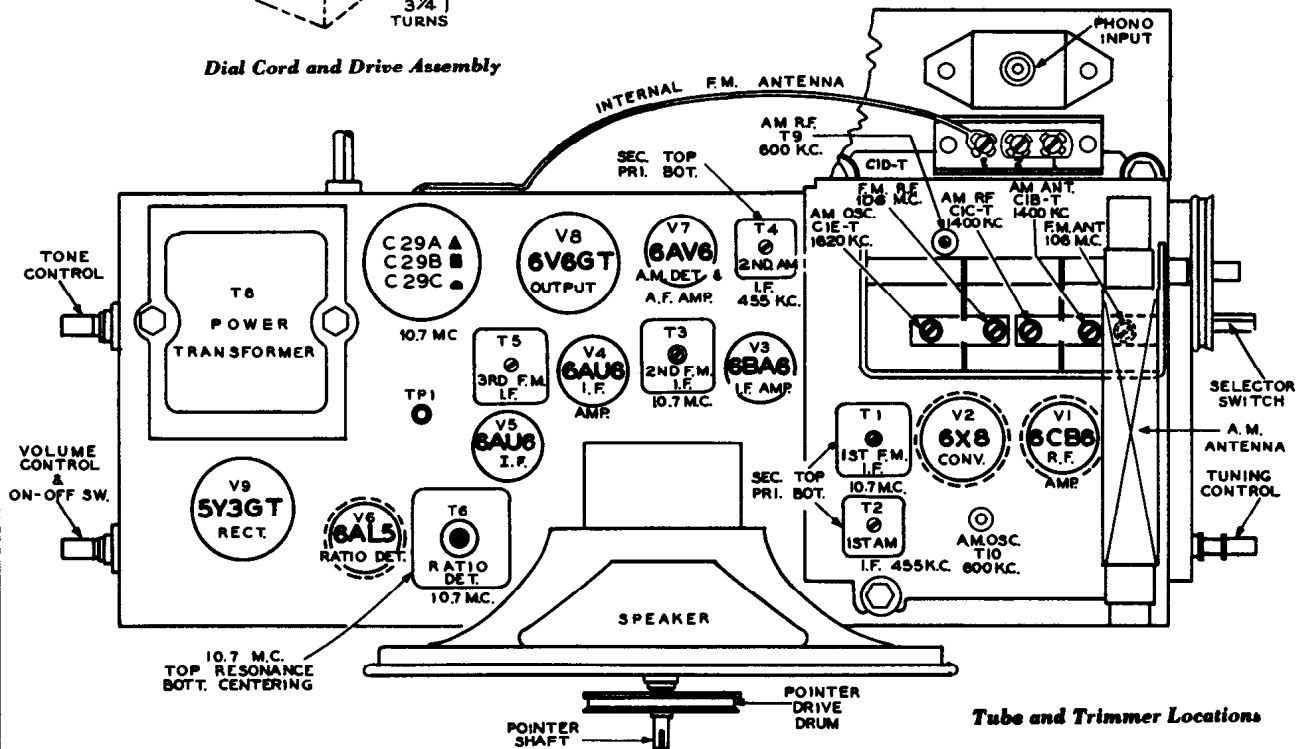 3/4
TURNS
Dial Cord and Drive Assembly
PHONO
INPUT
INTERNAL F.M. ANTENNA
AM R.F.
T9
600 K.C.
C1D-T
SEC. TOP
PRI. BOT.
F.M. R.F.
106 M.C.
AM RF
C1C-T
1400 KC
AM ANT.
C1B-T
1400 KC
F.M. ANT
106 M.C.
AM OSC.
C1E-T
1620 KC.
TONE
CONTROL
T8
POWER
TRANSFORMER
C29A
C29B
C29C
10.7 MC
V8
6V6GT
OUTPUT
V7
6AV6
A.M. DET. &
A.F. AMP.
T4
2ND. AM
I.F.
455 K.C.
T5
3RD F.M.
I.F.
V4
6AU6
I.F.
AMP.
T3
2ND F.M.
I.F.
10.7 M.C.
V3
6BA6
I.F. AMP.
TP1
V5
6AU6
I.F.
SELECTOR
SWITCH
A.M.
ANTENNA
TUNING
CONTROL
T1
1ST F.M.
I.F.
10.7 M.C.
V2
6X8
CONV.
V1
6CB6
R.F.
AMP.
SEC. TOP
PRI. BOT.
T2
1ST AM
I.F. 455 K.C.
AM.OSC.
T10
600 K.C.
VOLUME
CONTROL
&
ON-OFF SW.
V9
5Y3GT
RECT.
V6
6AL5
RATIO DET.
T6
RATIO
DET.
10.7 M.C.
SPEAKER
10.7 M.C.
TOP RESONANCE
BOTT. CENTERING
POINTER
DRIVE
DRUM
POINTER
SHAFT
Tube and Trimmer Locations